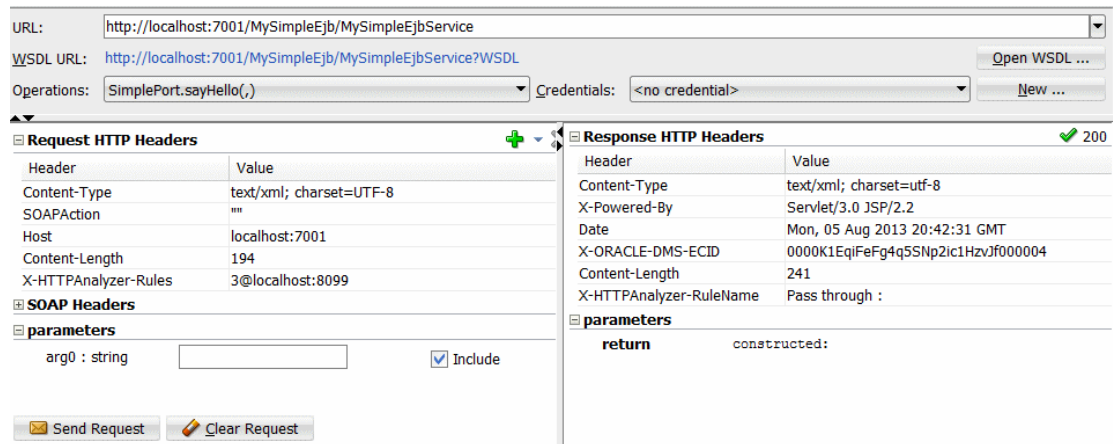 URL: http://localhost:7001/MySimpleEjb/MySimpleEjbService
WSDL URL: http://localhost:7001/MySimpleEjb/MySimpleEjbService?WSDL Open WSDL ...
Operations: SimplePort.sayHello(,) Credentials: <no credential> New ...
Request HTTP Headers
Header Value
Content-Type text/xml; charset=UTF-8
SOAPAction ""
Host localhost:7001
Content-Length 194
X-HTTPAnalyzer-Rules 3@localhost:8099
SOAP Headers
parameters
arg0 : string Include
Send Request Clear Request
Response HTTP Headers 200
Header Value
Content-Type text/xml; charset=utf-8
X-Powered-By Servlet/3.0 JSP/2.2
Date Mon, 05 Aug 2013 20:42:31 GMT
X-ORACLE-DMS-ECID 0000K1EqiFeFg4q5SNp2ic1HzvJf000004
Content-Length 241
X-HTTPAnalyzer-RuleName Pass through :
parameters
return constructed: